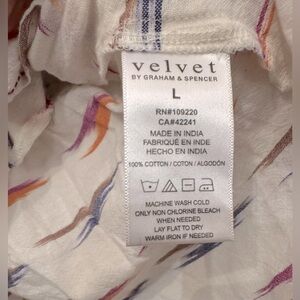 velvet
BY GRAHAM & SPENCER
L
RN#109220
CA#42241
MADE IN INDIA
FABRIQUÉ EN INDE
HECHO EN INDIA
100% COTTON / COTON / ALGODÓN
MACHINE WASH COLD
ONLY NON CHLORINE BLEACH
WHEN NEEDED
LAY FLAT TO DRY
WARM IRON IF NEEDED